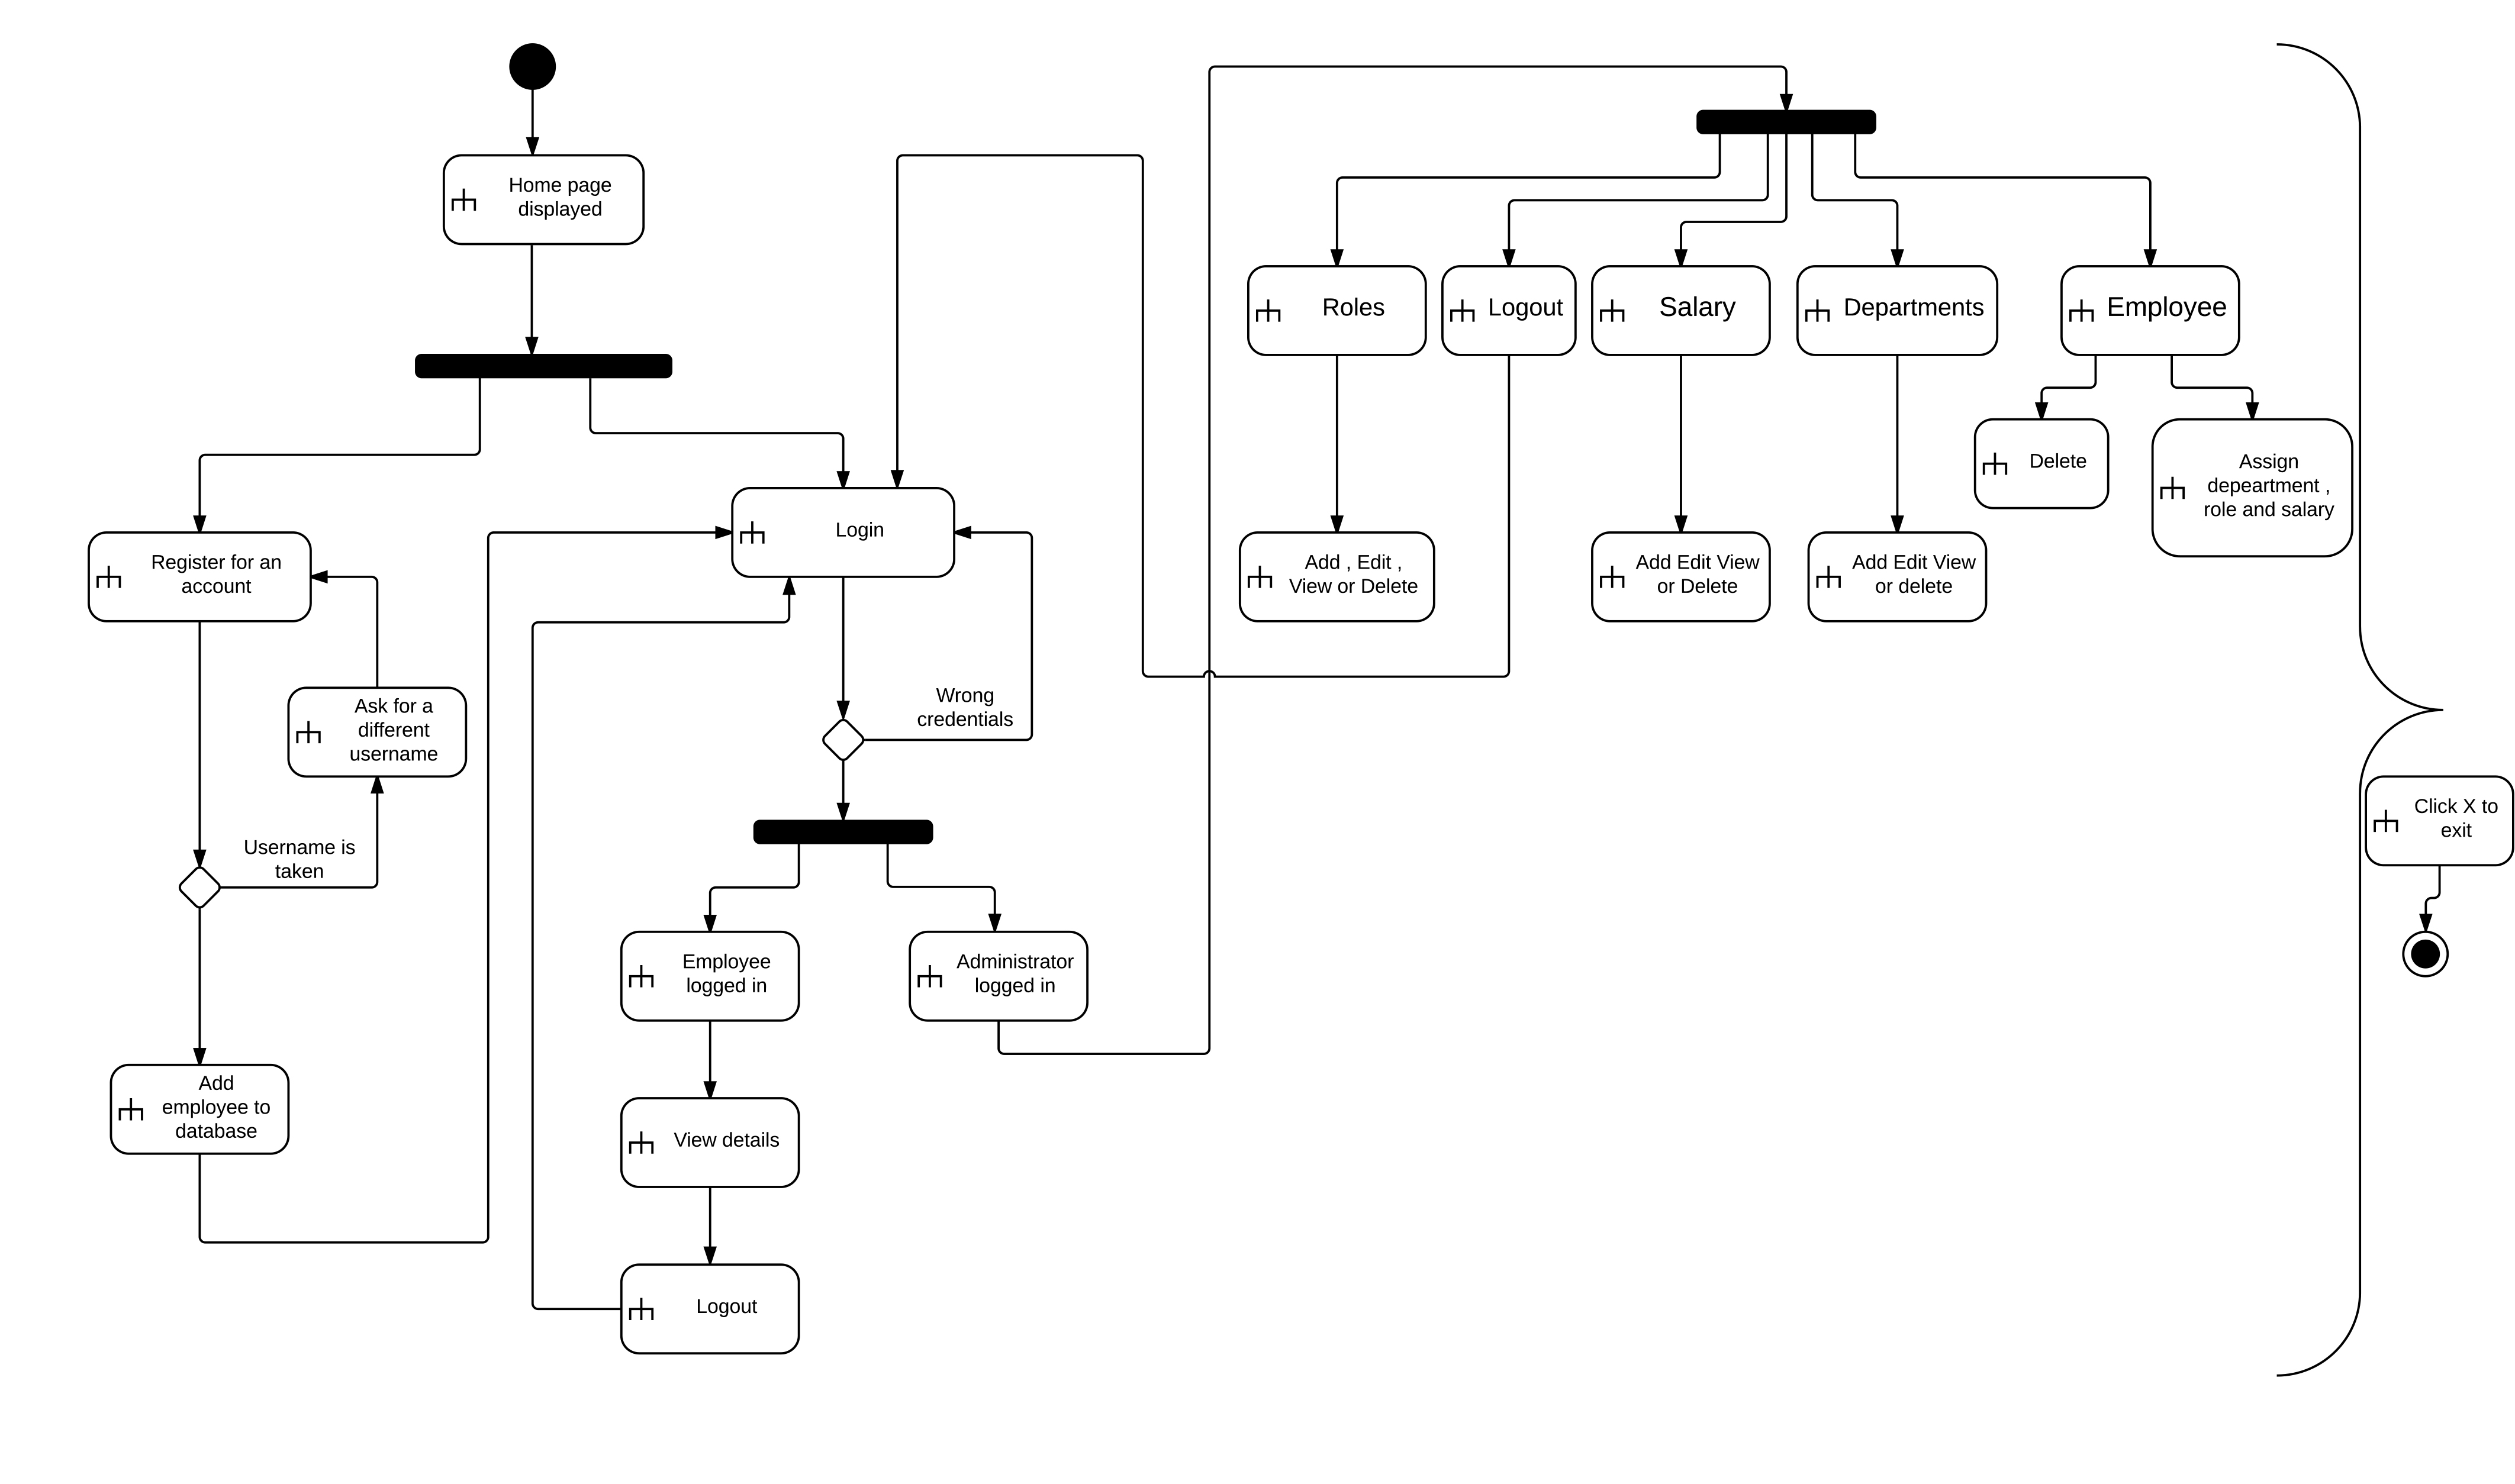 Home page
displayed
Roles
Logout
Salary
Departments
Employee
Delete
Assign
depeartment ,
role and salary
Login
Register for an
account
Add , Edit ,
View or Delete
Add Edit View
or Delete
Add Edit View
or delete
Ask for a
different
username
Wrong
credentials
Username is
taken
Click X to
exit
Employee
logged in
Administrator
logged in
Add
employee to
database
View details
Logout